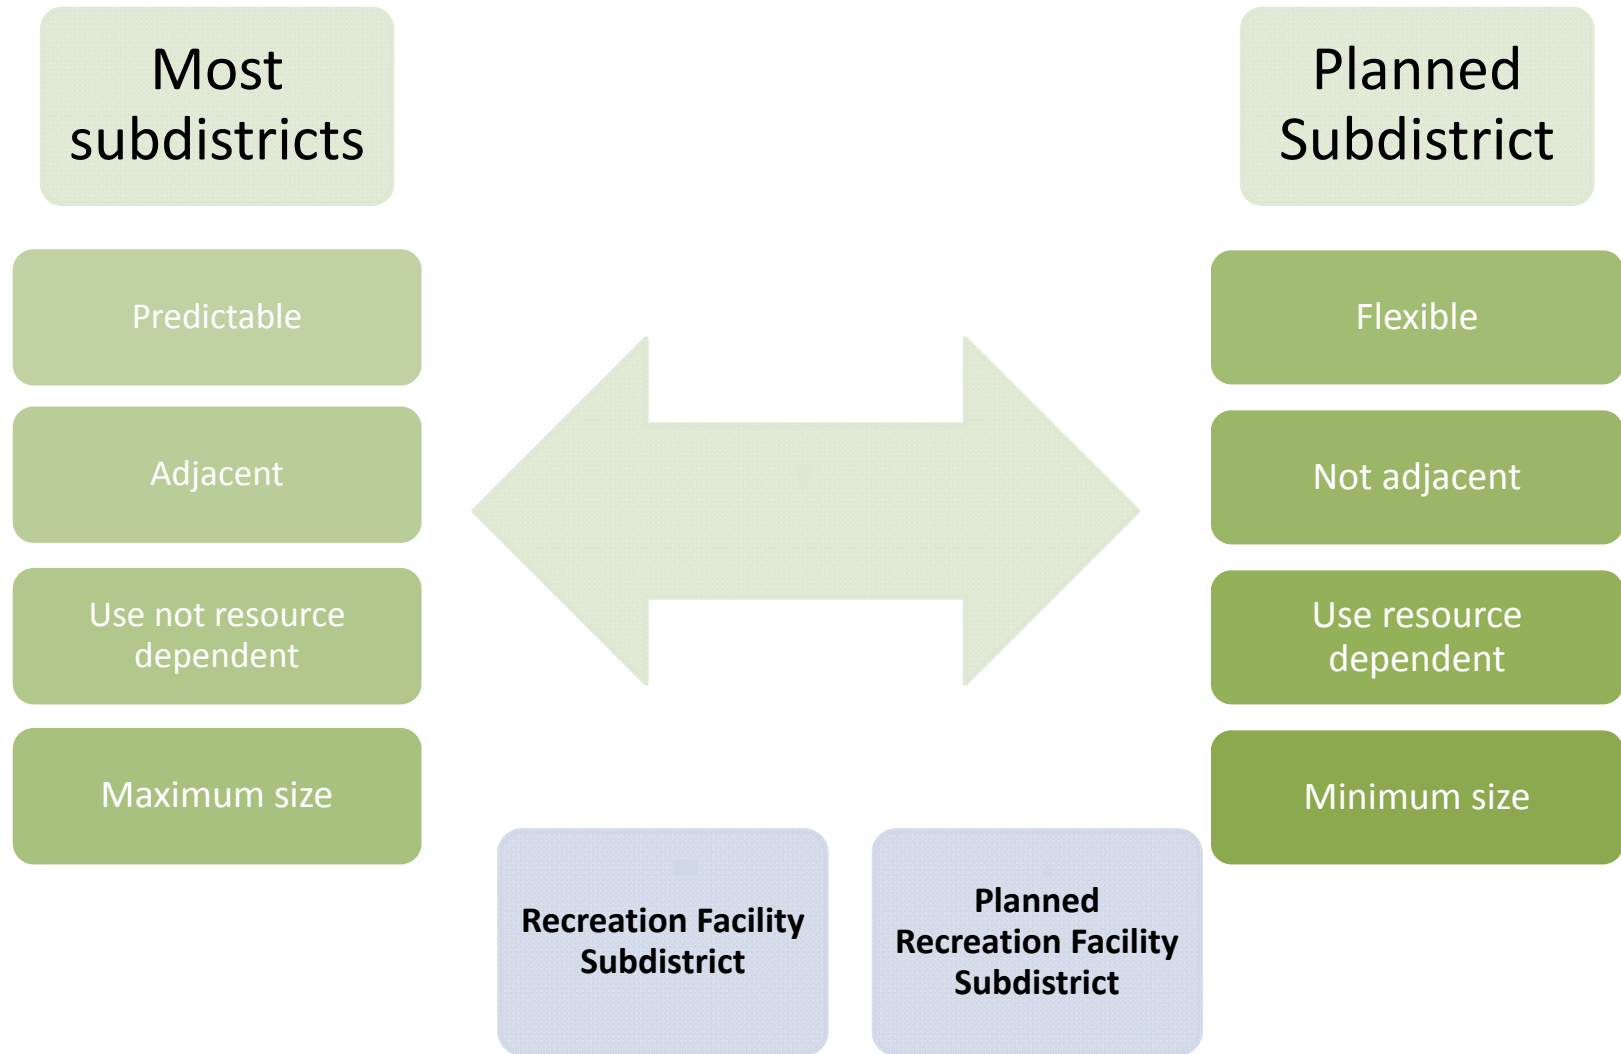 Most
subdistricts
Predictable
Adjacent
Use not resource
dependent
Maximum size
Planned
Subdistrict
Flexible
Not adjacent
Use resource
dependent
Minimum size
Recreation Facility
Subdistrict
Planned
Recreation Facility
Subdistrict